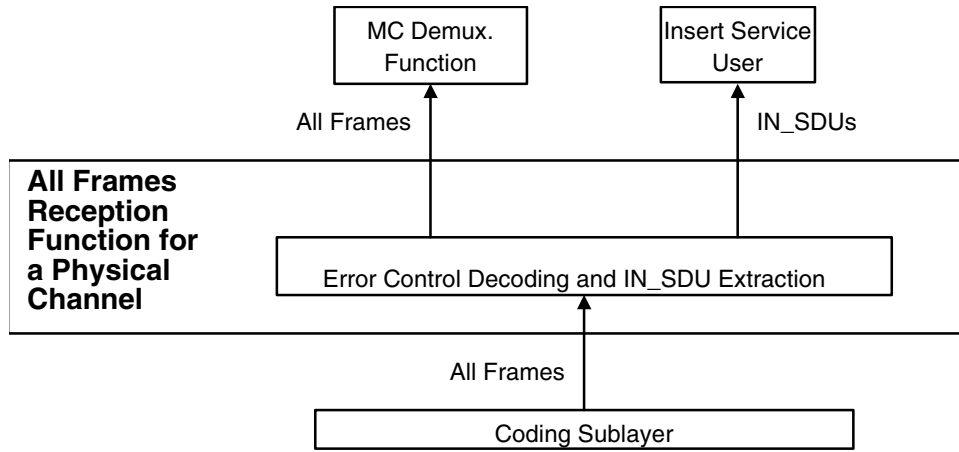 MC Demux.
Function
Insert Service
User
All Frames
IN_SDUs
All Frames
Reception
Function for
a Physical
Channel
Error Control Decoding and IN_SDU Extraction
All Frames
Coding Sublayer